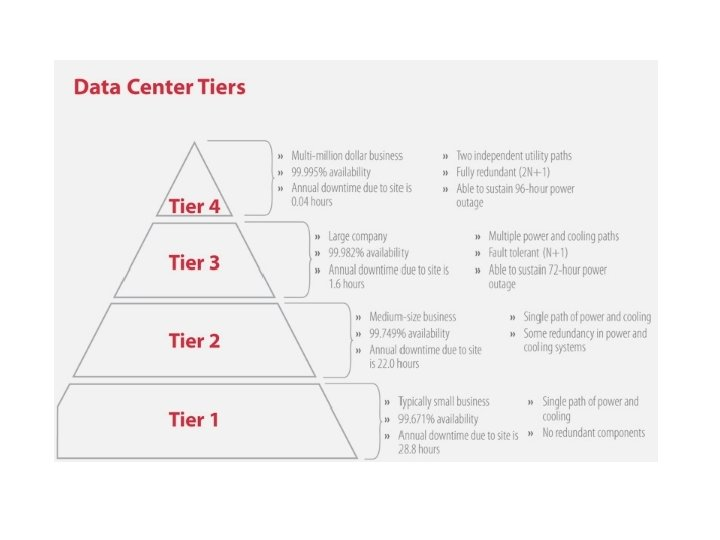 Data Center Tiers
Tier 4
» Multi-million dollar business
» 99.995% availability
» Annual downtime due to site is
0.04 hours
» Two independent utility paths
» Fully redundant (2N+1)
» Able to sustain 96-hour power
outage
Tier 3
» Large company
» 99.982% availability
» Annual downtime due to site is
1.6 hours
» Multiple power and cooling paths
» Fault tolerant (N+1)
» Able to sustain 72-hour power
outage
Tier 2
» Medium-size business
» 99.749% availability
» Annual downtime due to site
is 22.0 hours
» Single path of power and cooling
» Some redundancy in power and
cooling systems
Tier 1
» Typically small business
» 99.671% availability
» Annual downtime due to site is
28.8 hours
» Single path of power and
cooling
» No redundant components